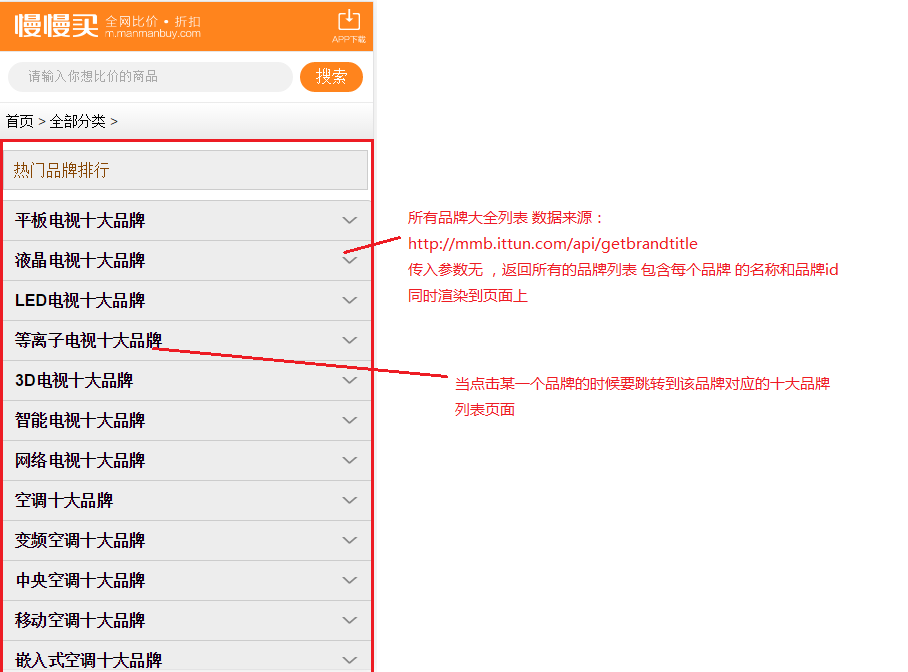 慢慢买 全网比价 • 折扣
m.manmanbuy.com
APP下载
请输入你想比价的商品
搜索
首页 > 全部分类 >
热门品牌排行
平板电视十大品牌
液晶电视十大品牌
LED电视十大品牌
等离子电视十大品牌
3D电视十大品牌
智能电视十大品牌
网络电视十大品牌
空调十大品牌
变频空调十大品牌
中央空调十大品牌
移动空调十大品牌
嵌入式空调十大品牌
所有品牌大全列表 数据来源：
http://mmb.ittun.com/api/getbrandtitle
传入参数无 ，返回所有的品牌列表 包含每个品牌 的名称和品牌id
同时渲染到页面上
当点击某一个品牌的时候要跳转到该品牌对应的十大品牌
列表页面